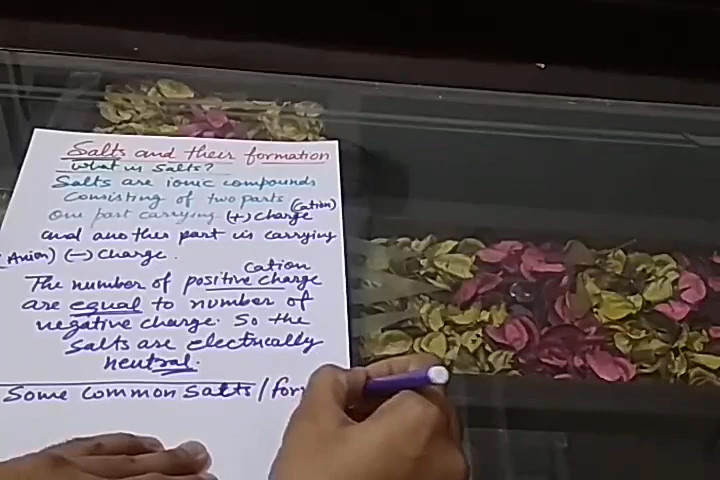 Salts and their formation
What is Salts?
Salts are ionic compounds
Consisting of two parts (Cation)
One part carrying (+) charge
and another part is carrying
(Anion) (-) charge.
Cation
The number of positive charge
are equal to number of
negative charge. So the
salts are electrically
neutral.
Some common salts/for